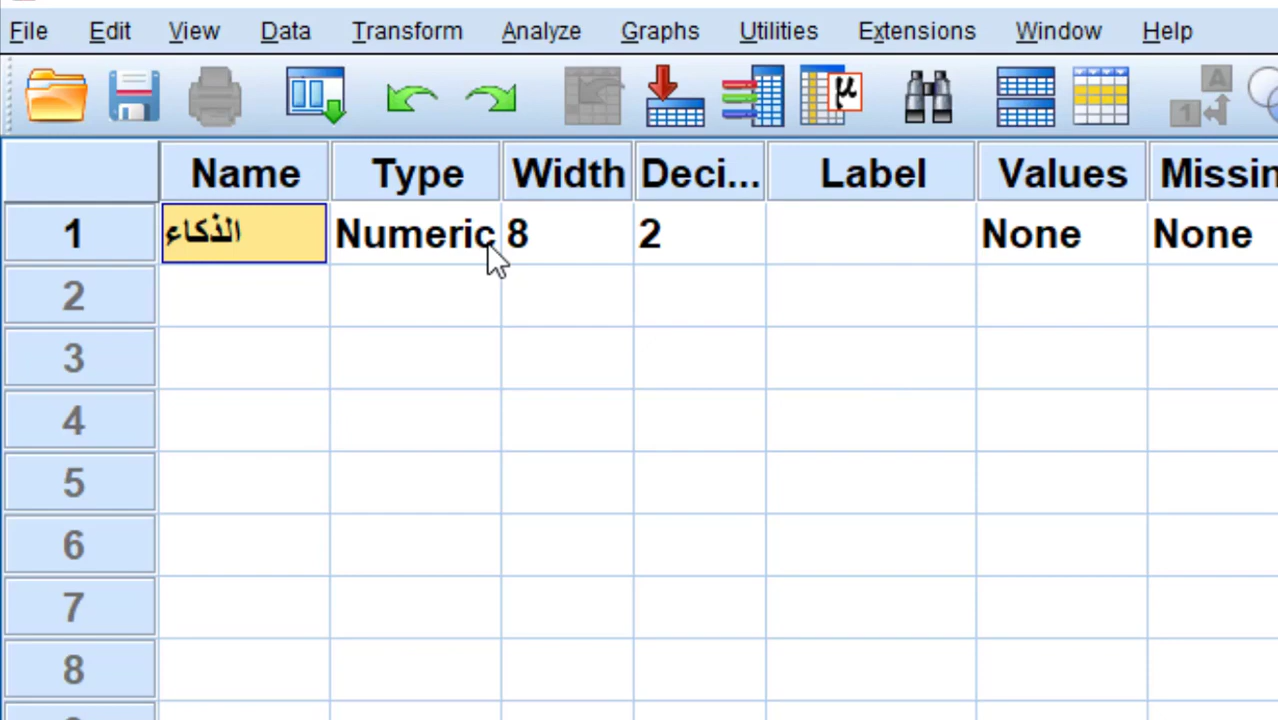 File Edit View Data Transform Analyze Graphs Utilities Extensions Window Help
μ A 1
Name Type Width Deci... Label Values Missin
1 الذكاء Numeric 8 2 None None
2
3
4
5
6
7
8